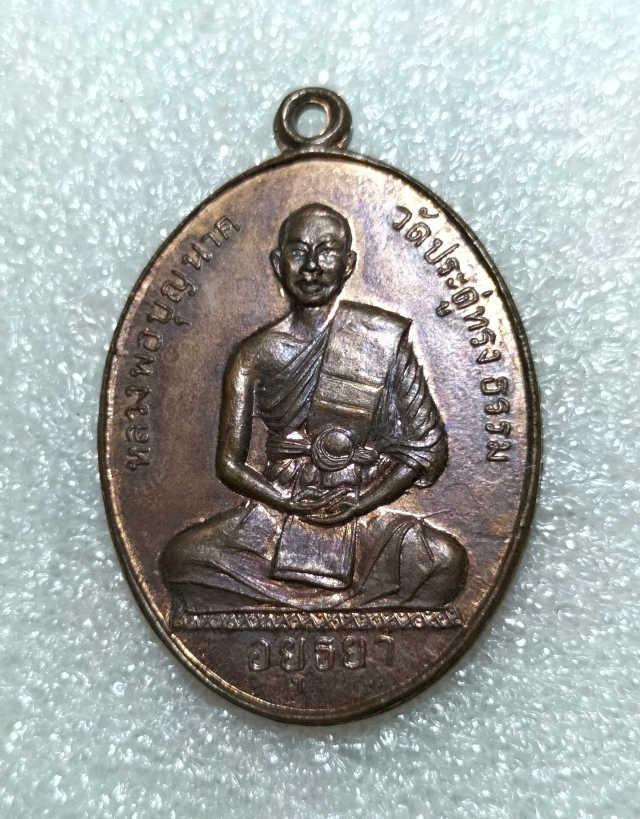 หลวงพ่อบุญนาค
วัดประดู่ทรงธรรม
อยุธยา